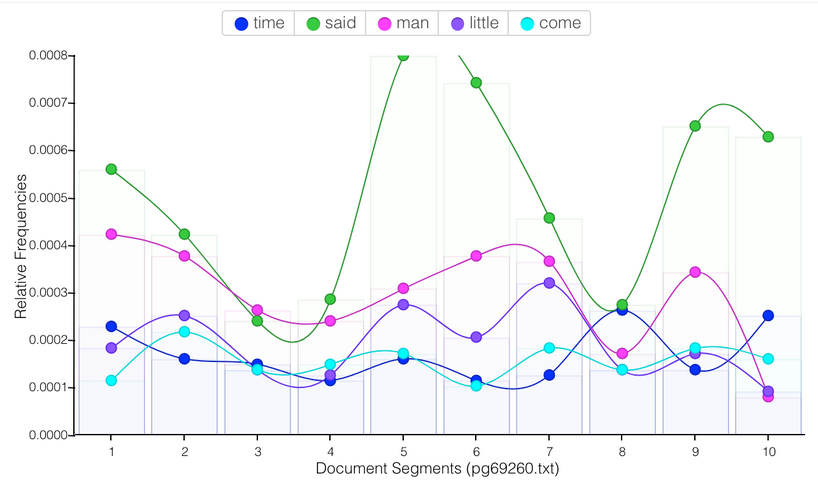 time said man little come
0.0008
0.0007
0.0006
0.0005
0.0004
0.0003
0.0002
0.0001
0.0000
Relative Frequencies
1 2 3 4 5 6 7 8 9 10
Document Segments (pg69260.txt)